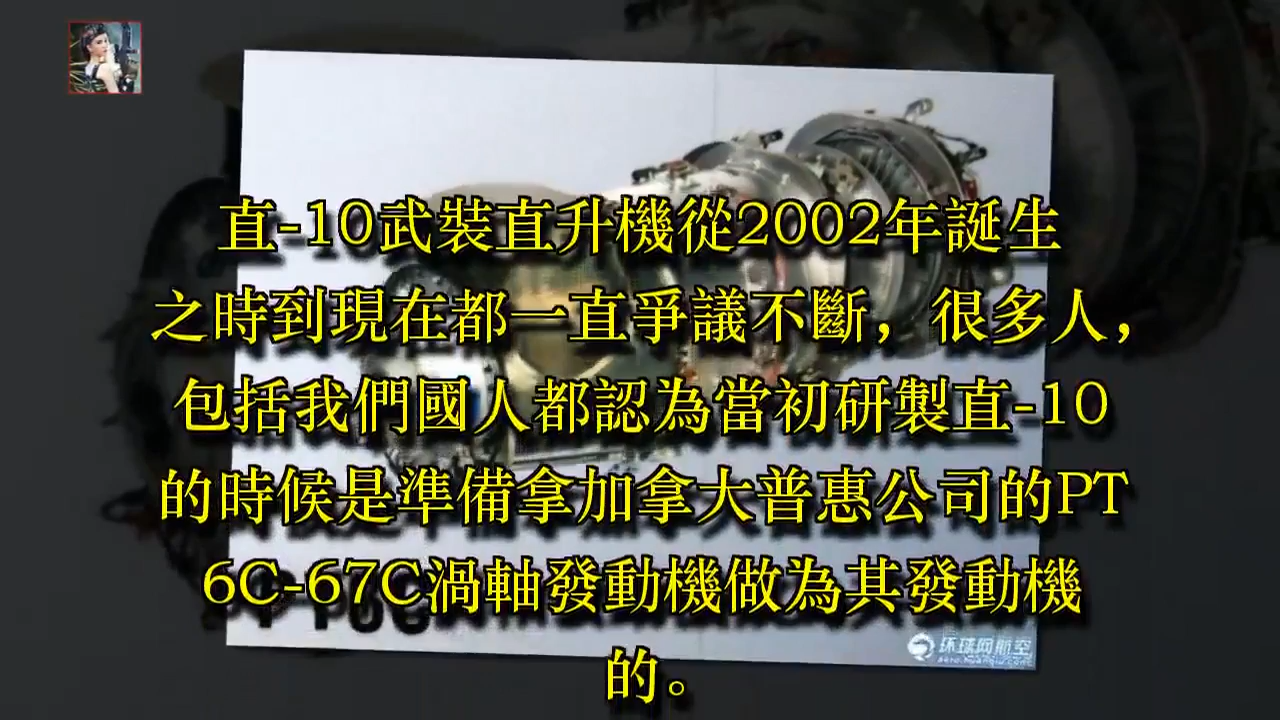 直-10武裝直升機從2002年誕生
之時到現在都一直爭議不斷，很多人，
包括我們國人都認為當初研製直-10
的時候是準備拿加拿大普惠公司的PT
6C-67C渦軸發動機做為其發動機
的。
环球网航空
aero.huanqiu.com